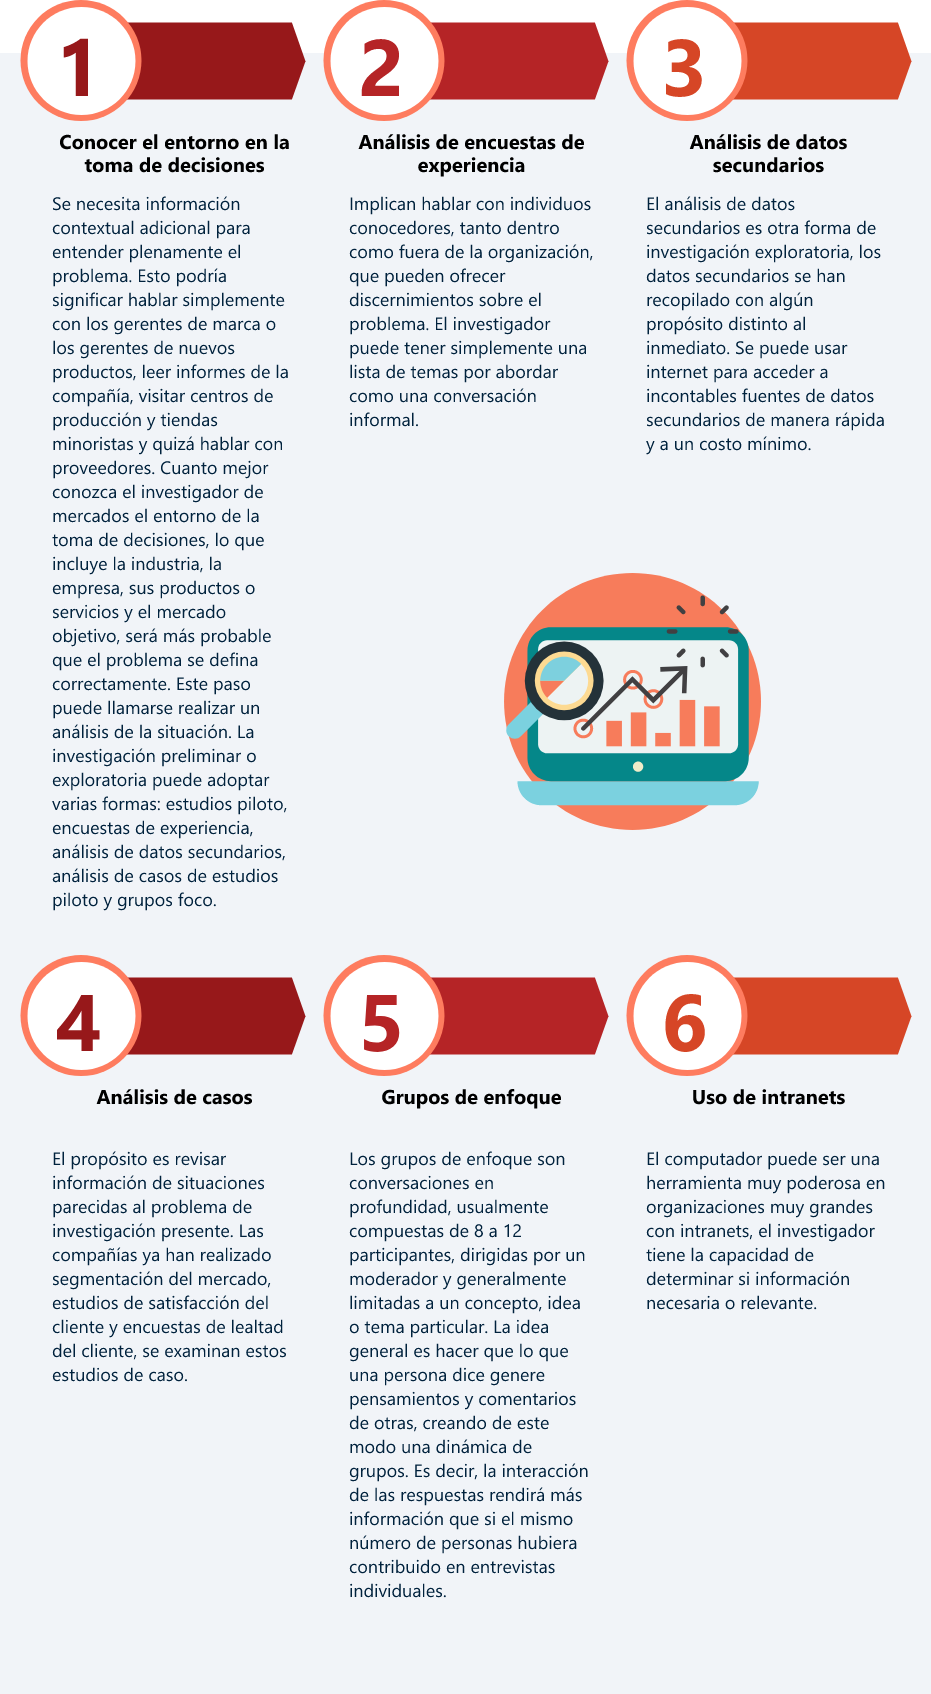 1
Conocer el entorno en la
toma de decisiones
Se necesita información
contextual adicional para
entender plenamente el
problema. Esto podría
significar hablar simplemente
con los gerentes de marca o
los gerentes de nuevos
productos, leer informes de la
compañía, visitar centros de
producción y tiendas
minoristas y quizá hablar con
proveedores. Cuanto mejor
conozca el investigador de
mercados el entorno de la
toma de decisiones, lo que
incluye la industria, la
empresa, sus productos o
servicios y el mercado
objetivo, será más probable
que el problema se defina
correctamente. Este paso
puede llamarse realizar un
análisis de la situación. La
investigación preliminar o
exploratoria puede adoptar
varias formas: estudios piloto,
encuestas de experiencia,
análisis de datos secundarios,
análisis de casos de estudios
piloto y grupos foco.
2
Análisis de encuestas de
experiencia
Implican hablar con individuos
conocedores, tanto dentro
como fuera de la organización,
que pueden ofrecer
discernimientos sobre el
problema. El investigador
puede tener simplemente una
lista de temas por abordar
como una conversación
informal.
3
Análisis de datos
secundarios
El análisis de datos
secundarios es otra forma de
investigación exploratoria, los
datos secundarios se han
recopilado con algún
propósito distinto al
inmediato. Se puede usar
internet para acceder a
incontables fuentes de datos
secundarios de manera rápida
y a un costo mínimo.
4
Análisis de casos
El propósito es revisar
información de situaciones
parecidas al problema de
investigación presente. Las
compañías ya han realizado
segmentación del mercado,
estudios de satisfacción del
cliente y encuestas de lealtad
del cliente, se examinan estos
estudios de caso.
5
Grupos de enfoque
Los grupos de enfoque son
conversaciones en
profundidad, usualmente
compuestas de 8 a 12
participantes, dirigidas por un
moderador y generalmente
limitadas a un concepto, idea
o tema particular. La idea
general es hacer que lo que
una persona dice genere
pensamientos y comentarios
de otras, creando de este
modo una dinámica de
grupos. Es decir, la interacción
de las respuestas rendirá más
información que si el mismo
número de personas hubiera
contribuido en entrevistas
individuales.
6
Uso de intranets
El computador puede ser una
herramienta muy poderosa en
organizaciones muy grandes
con intranets, el investigador
tiene la capacidad de
determinar si información
necesaria o relevante.